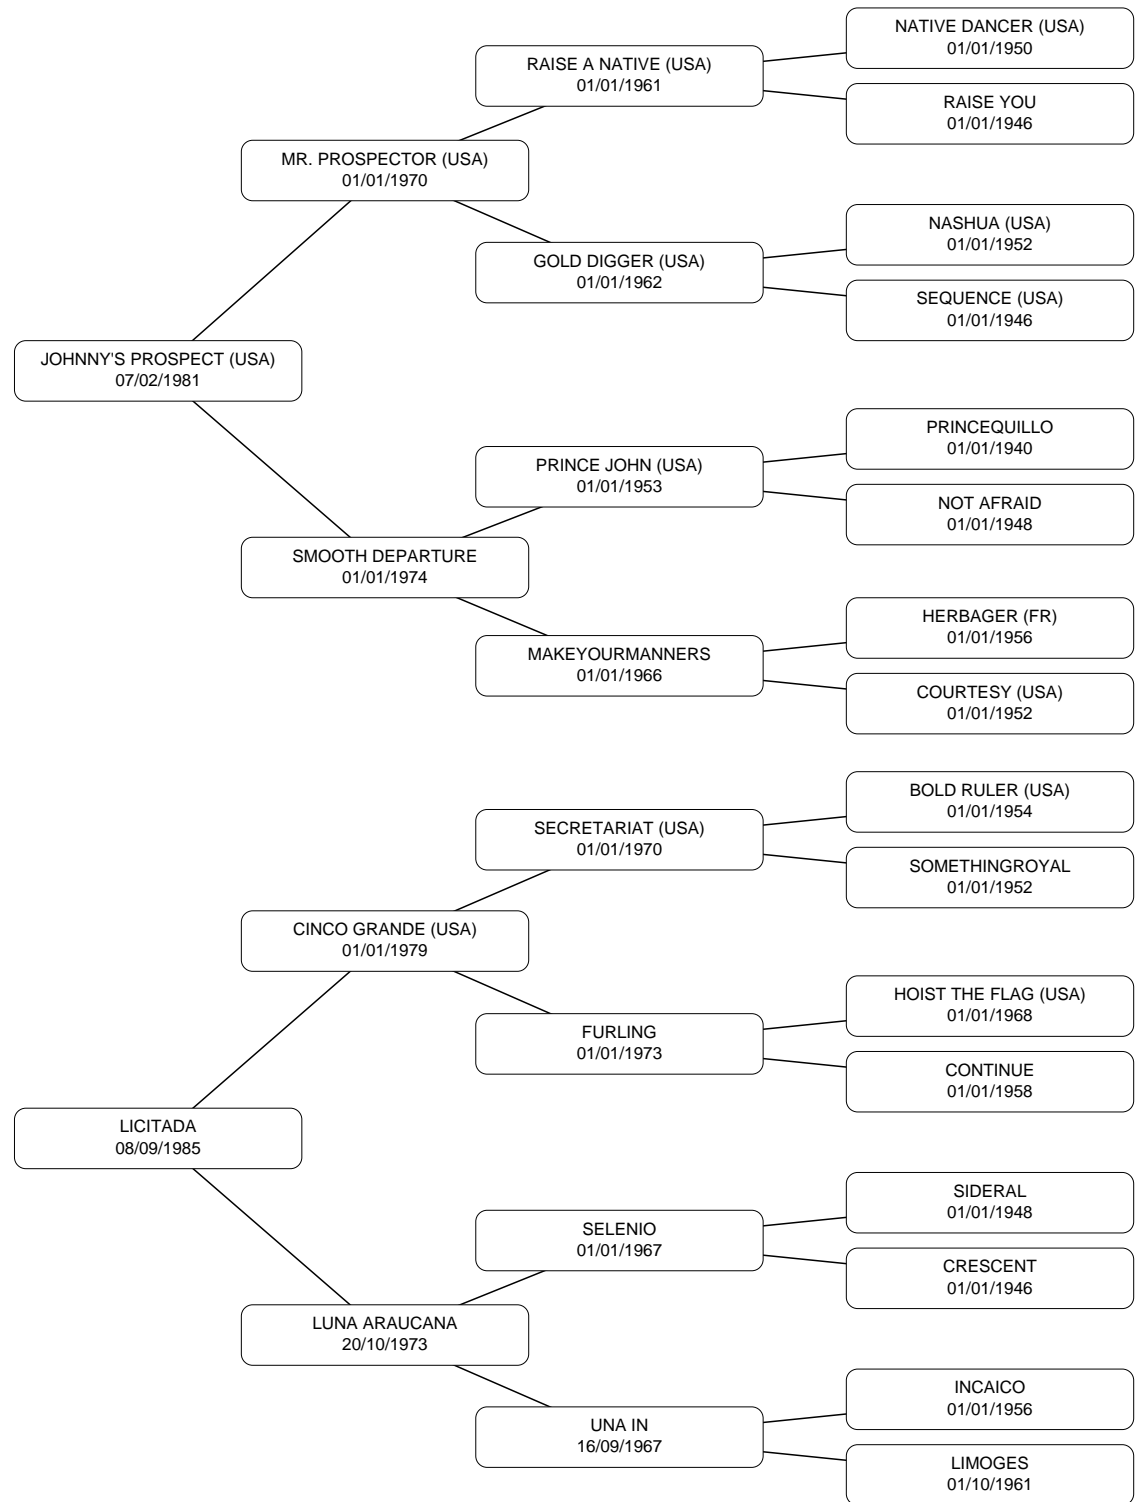 NATIVE DANCER (USA)
01/01/1950
RAISE A NATIVE (USA)
01/01/1961
RAISE YOU
01/01/1946
MR. PROSPECTOR (USA)
01/01/1970
NASHUA (USA)
01/01/1952
GOLD DIGGER (USA)
01/01/1962
SEQUENCE (USA)
01/01/1946
JOHNNY'S PROSPECT (USA)
07/02/1981
PRINCEQUILLO
01/01/1940
PRINCE JOHN (USA)
01/01/1953
NOT AFRAID
01/01/1948
SMOOTH DEPARTURE
01/01/1974
HERBAGER (FR)
01/01/1956
MAKEYOURMANNERS
01/01/1966
COURTESY (USA)
01/01/1952
BOLD RULER (USA)
01/01/1954
SECRETARIAT (USA)
01/01/1970
SOMETHINGROYAL
01/01/1952
CINCO GRANDE (USA)
01/01/1979
HOIST THE FLAG (USA)
01/01/1968
FURLING
01/01/1973
CONTINUE
01/01/1958
LICITADA
08/09/1985
SIDERAL
01/01/1948
SELENIO
01/01/1967
CRESCENT
01/01/1946
LUNA ARAUCANA
20/10/1973
INCAICO
01/01/1956
UNA IN
16/09/1967
LIMOGES
01/10/1961